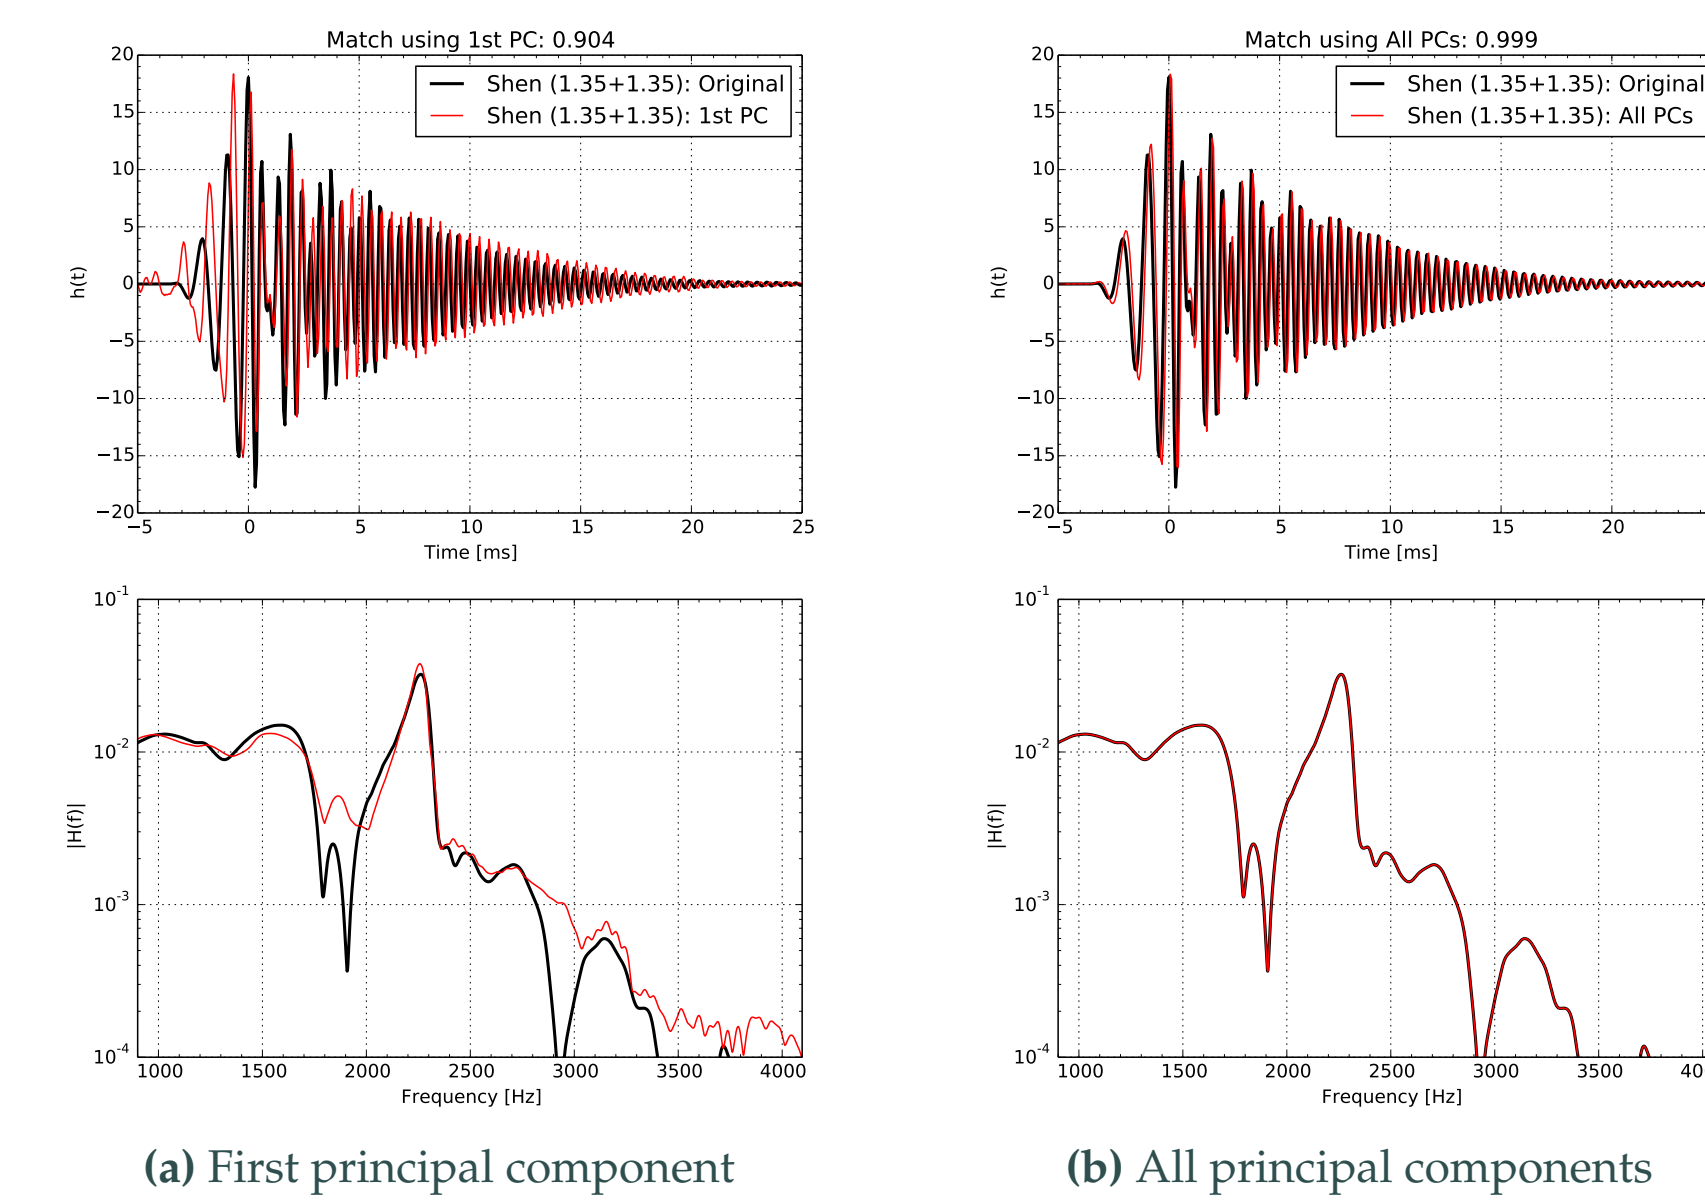 Match using 1st PC: 0.904
Shen (1.35+1.35): Original
Shen (1.35+1.35): 1st PC
20
15
10
5
0
−5
−10
−15
−20
h(t)
−5 0 5 10 15 20 25
Time [ms]
10-1
10-2
10-3
10-4
|H(f)|
1000 1500 2000 2500 3000 3500 4000
Frequency [Hz]
(a) First principal component
Match using All PCs: 0.999
Shen (1.35+1.35): Original
Shen (1.35+1.35): All PCs
20
15
10
5
0
−5
−10
−15
−20
h(t)
−5 0 5 10 15 20
Time [ms]
10-1
10-2
10-3
10-4
|H(f)|
1000 1500 2000 2500 3000 3500 40
Frequency [Hz]
(b) All principal components